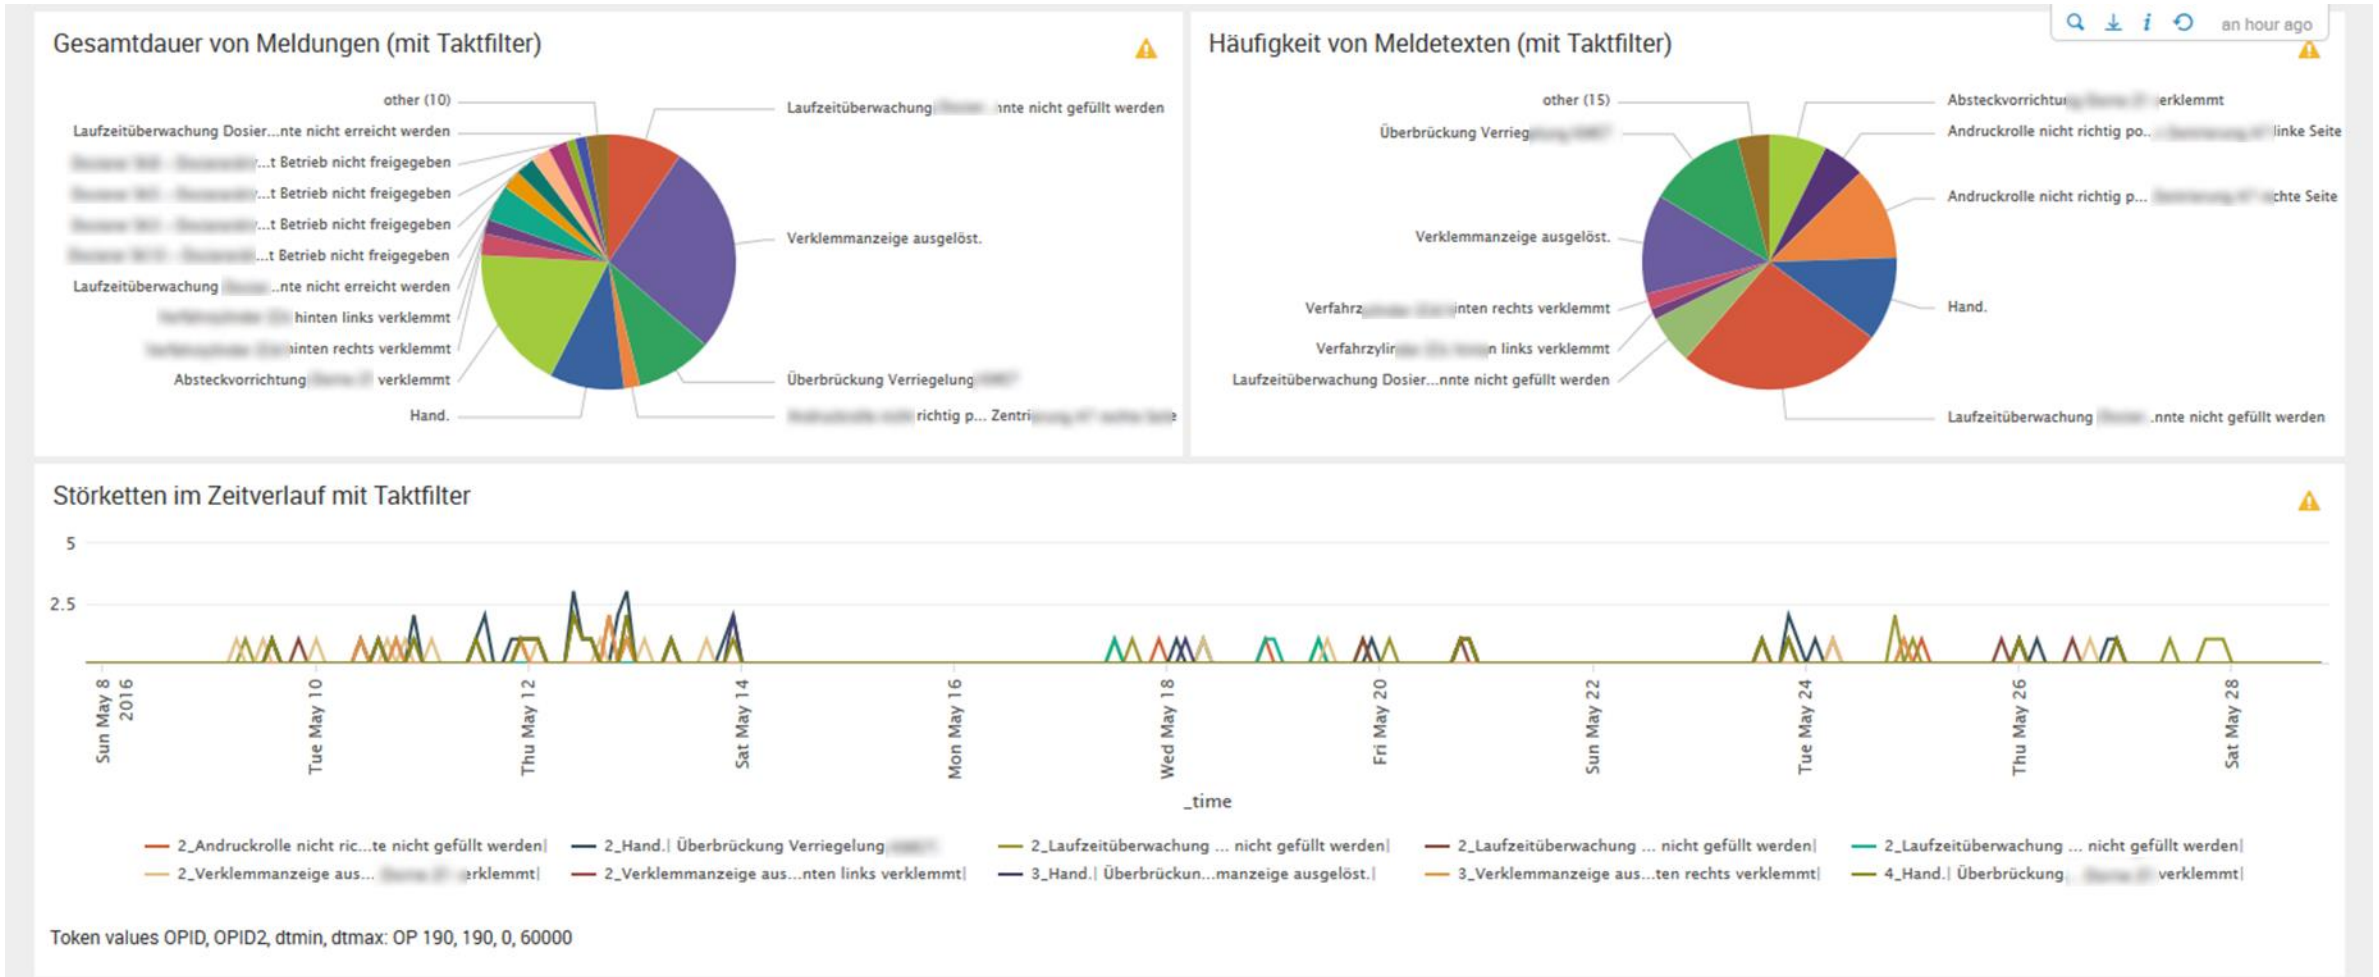 an hour ago
Gesamtdauer von Meldungen (mit Taktfilter)
other (10)
Laufzeitüberwachung Dosier...nte nicht erreicht werden
...t Betrieb nicht freigegeben
...t Betrieb nicht freigegeben
...t Betrieb nicht freigegeben
...t Betrieb nicht freigegeben
Laufzeitüberwachung ...nte nicht erreicht werden
hinten links verklemmt
hinten rechts verklemmt
Absteckvorrichtung verklemmt
Hand.
Laufzeitüberwachung nnte nicht gefüllt werden
Verklemmanzeige ausgelöst.
Überbrückung Verriegelung
richtig p... Zentri
Häufigkeit von Meldetexten (mit Taktfilter)
other (15)
Überbrückung Verrieg
Verklemmanzeige ausgelöst.
Verfahrz inten rechts verklemmt
Verfahrzylin n links verklemmt
Laufzeitüberwachung Dosier...nnte nicht gefüllt werden
Absteckvorrichtu erklemmt
Andruckrolle nicht richtig po... linke Seite
Andruckrolle nicht richtig p... chte Seite
Hand.
Laufzeitüberwachung .nnte nicht gefüllt werden
Störketten im Zeitverlauf mit Taktfilter
5
2.5
Sun May 8
2016
Tue May 10
Thu May 12
Sat May 14
Mon May 16
Wed May 18
Fri May 20
Sun May 22
Tue May 24
Thu May 26
Sat May 28
_time
2_Andruckrolle nicht ric...te nicht gefüllt werden|
2_Hand.| Überbrückung Verriegelung
2_Laufzeitüberwachung ... nicht gefüllt werden|
2_Laufzeitüberwachung ... nicht gefüllt werden|
2_Laufzeitüberwachung ... nicht gefüllt werden|
2_Verklemmanzeige aus... erklemmt|
2_Verklemmanzeige aus...nten links verklemmt|
3_Hand.| Überbrückun...manzeige ausgelöst.|
3_Verklemmanzeige aus...ten rechts verklemmt|
4_Hand.| Überbrückung verklemmt|
Token values OPID, OPID2, dtmin, dtmax: OP 190, 190, 0, 60000